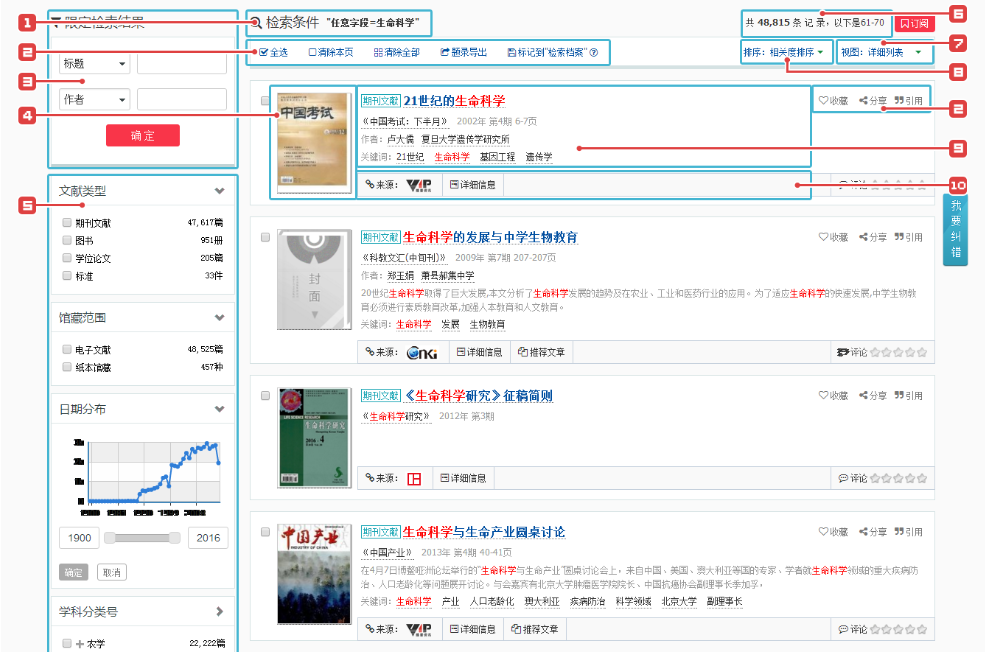 1
限定检索结果
检索条件 "任意字段=生命科学"
共 48,815 条 记 录，以下是61-70
纠错
6
2
全选 清除本页 清除全部 题录导出 标记到"检索档案"
排序：相关度排序
视图：详细列表
7
8
3
标题
作者
确 定
4
中国考试
期刊文献 21世纪的生命科学
《中国考试：下半月》 2002年 第4期 6-7页
作者： 卢大儒 夏旦大学遗传学研究所
关键词： 21世纪 生命科学 基因工程 遗传学
收藏 分享 引用
2
9
来源： VIP 详细信息
评论
10
我要纠错
5
文献类型
期刊文献 47,617篇
图书 951册
学位论文 205篇
标准 33件
馆藏范围
电子文献 48,525篇
纸本馆藏 457种
日期分布
1900 2016
确定 取消
学科分类号
农学 22,222篇
封面
期刊文献 生命科学的发展与中学生物教育
《科教文汇(中旬刊)》 2009年 第7期 207-207页
作者： 郑玉娟 萧县郝集中学
20世纪生命科学取得了巨大发展,本文分析了生命科学发展的趋势及在农业、工业和医药行业的应用。为了适应生命科学的快速发展,中学生物教
育必须进行素质教育改革,加强人本教育和人文教育。
关键词： 生命科学 发展 生物教育
收藏 分享 引用
来源： CNKI 详细信息 推荐文章
评论
生命科学研究
2016 4
期刊文献 《生命科学研究》征稿简则
《生命科学研究》 2012年 第3期
收藏 分享 引用
来源： 详细信息
评论
中国产业
期刊文献 生命科学与生命产业圆桌讨论
《中国产业》 2013年 第4期 40-41页
在4月7日博鳌亚洲论坛举行的"生命科学与生命产业"圆桌讨论会上，来自中国、美国、澳大利亚等国的专家、学者就生命科学领域的重大疾病防
治、人口老龄化等问题展开讨论。与会嘉宾有北京大学肿瘤医学院院长、中国抗癌协会副理事长季加孚，
关键词： 生命科学 产业 人口老龄化 澳大利亚 疾病防治 科学领域 北京大学 副理事长
收藏 分享 引用
来源： VIP 详细信息 推荐文章
评论